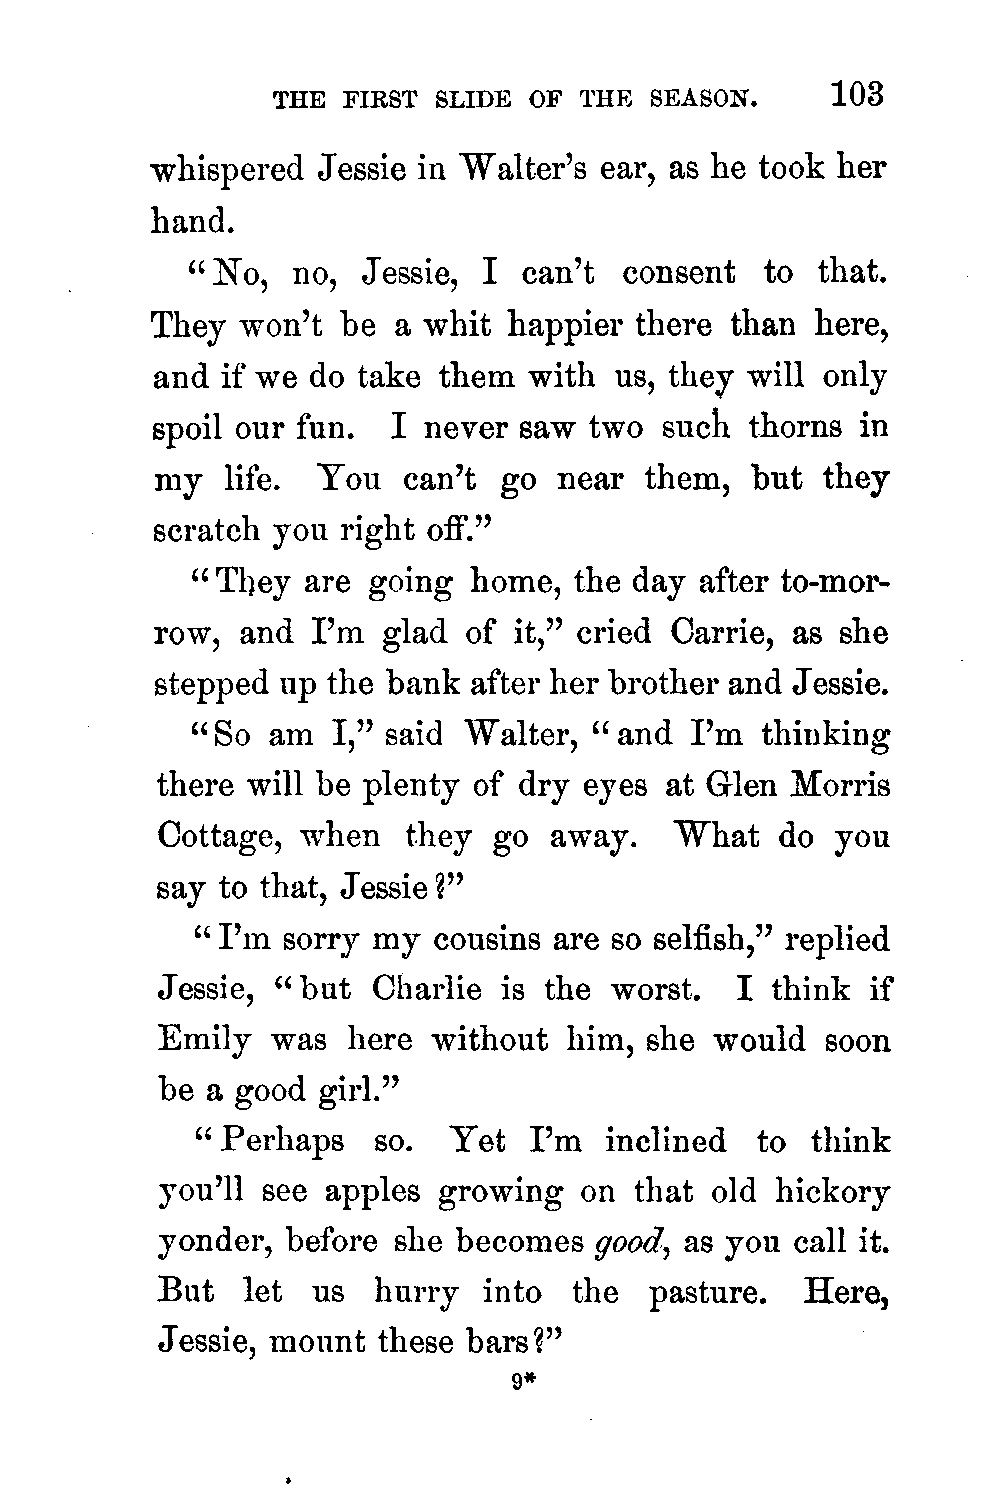 THE FIRST SLIDE OF THE SEASON. 103
whispered Jessie in Walter's ear, as he took her
hand.
"No, no, Jessie, I can't consent to that.
They won't be a whit happier there than here,
and if we do take them with us, they will only
spoil our fun. I never saw two such thorns in
my life. You can't go near them, but they
scratch you right off."
"They are going home, the day after to-mor-
row, and I'm glad of it," cried Carrie, as she
stepped up the bank after her brother and Jessie.
"So am I," said Walter, "and I'm thinking
there will be plenty of dry eyes at Glen Morris
Cottage, when they go away. What do you
say to that, Jessie?"
"I'm sorry my cousins are so selfish," replied
Jessie, "but Charlie is the worst. I think if
Emily was here without him, she would soon
be a good girl."
"Perhaps so. Yet I'm inclined to think
you'll see apples growing on that old hickory
yonder, before she becomes good, as you call it.
But let us hurry into the pasture. Here,
Jessie, mount these bars?"
9*